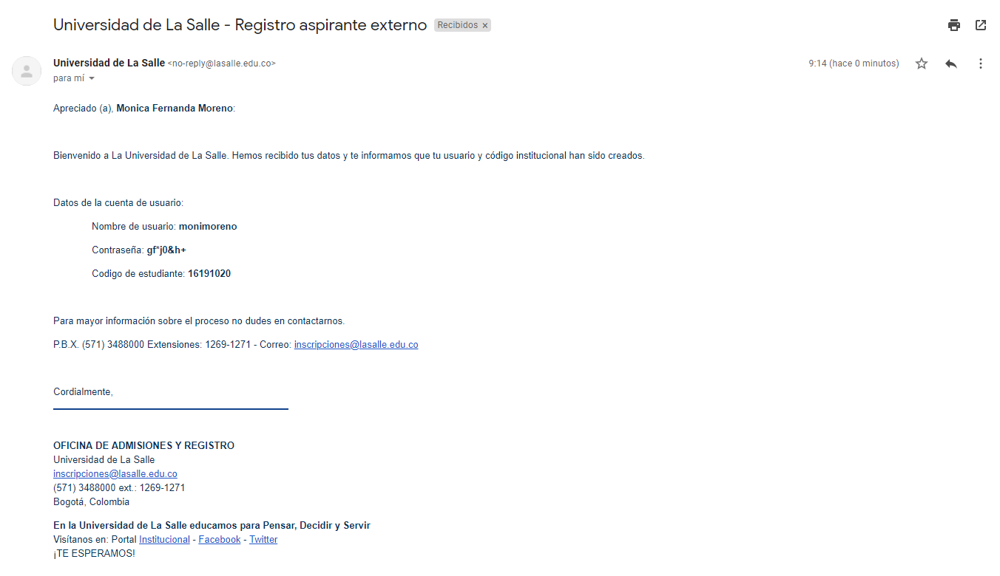 Universidad de La Salle - Registro aspirante externo Recibidos ×
Universidad de La Salle <no-reply@lasalle.edu.co> 9:14 (hace 0 minutos)
para mí
Apreciado (a), Monica Fernanda Moreno:
Bienvenido a La Universidad de La Salle. Hemos recibido tus datos y te informamos que tu usuario y código institucional han sido creados.
Datos de la cuenta de usuario:
Nombre de usuario: monimoreno
Contraseña: gf*j0&h+
Codigo de estudiante: 16191020
Para mayor información sobre el proceso no dudes en contactarnos.
P.B.X. (571) 3488000 Extensiones: 1269-1271 - Correo: inscripciones@lasalle.edu.co
Cordialmente,
OFICINA DE ADMISIONES Y REGISTRO
Universidad de La Salle
inscripciones@lasalle.edu.co
(571) 3488000 ext.: 1269-1271
Bogotá, Colombia
En la Universidad de La Salle educamos para Pensar, Decidir y Servir
Visítanos en: Portal Institucional - Facebook - Twitter
¡TE ESPERAMOS!